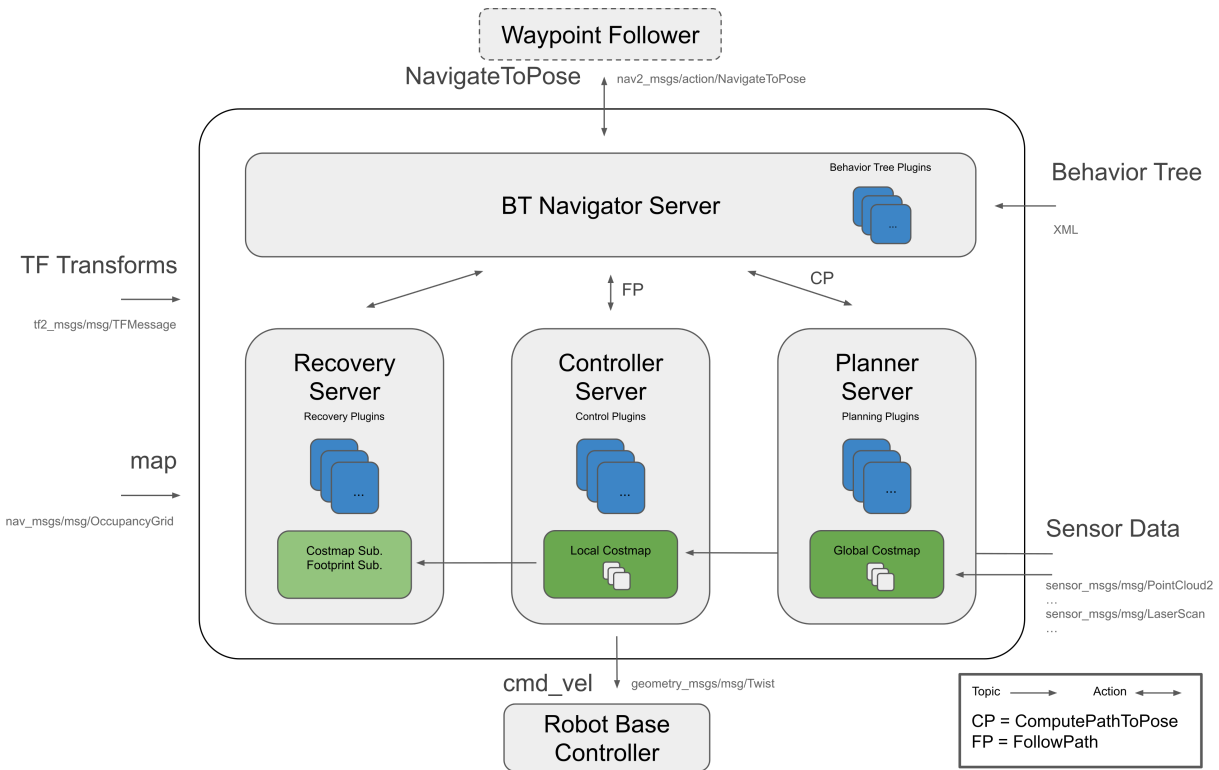 Waypoint Follower
NavigateToPose
nav2_msgs/action/NavigateToPose
Behavior Tree Plugins
BT Navigator Server
...
Behavior Tree
XML
TF Transforms
tf2_msgs/msg/TFMessage
FP
CP
Recovery
Server
Recovery Plugins
...
Controller
Server
Control Plugins
...
Planner
Server
Planning Plugins
...
map
nav_msgs/msg/OccupancyGrid
Costmap Sub.
Footprint Sub.
Local Costmap
Global Costmap
Sensor Data
sensor_msgs/msg/PointCloud2
...
sensor_msgs/msg/LaserScan
...
cmd_vel
geometry_msgs/msg/Twist
Robot Base
Controller
Topic
Action
CP = ComputePathToPose
FP = FollowPath